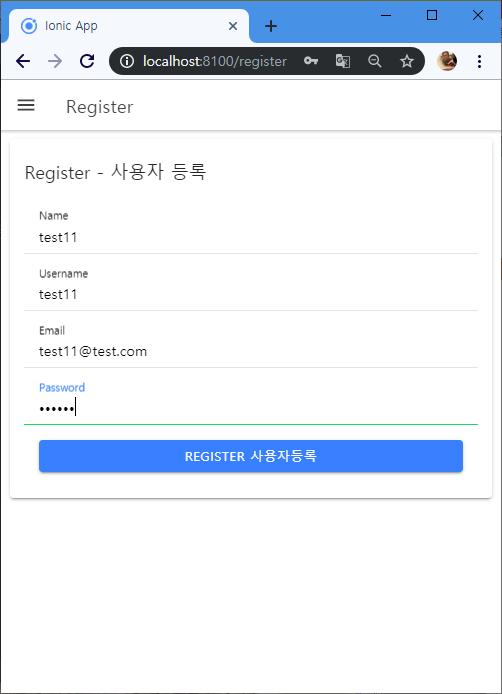 Ionic App
localhost:8100/register
Register
Register - 사용자 등록
Name
test11
Username
test11
Email
test11@test.com
Password
••••••
REGISTER 사용자등록